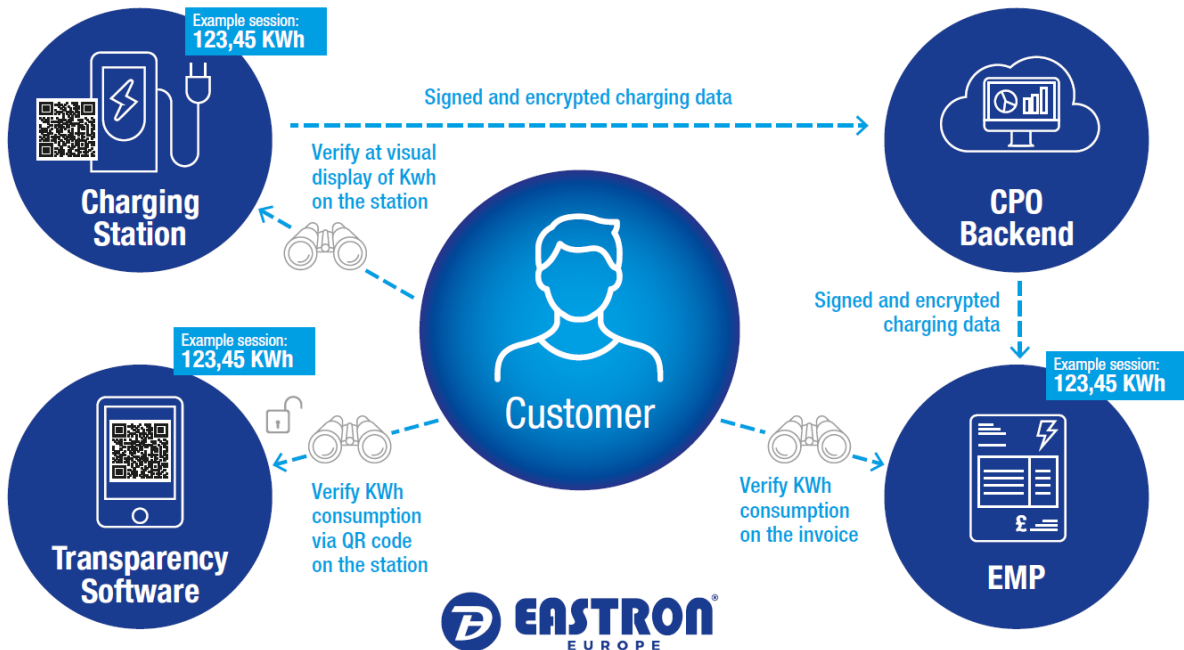 Example session:
123,45 KWh
Charging
Station
Signed and encrypted charging data
CPO
Backend
Verify at visual
display of Kwh
on the station
Signed and encrypted
charging data
Customer
Example session:
123,45 KWh
Transparency
Software
Verify KWh
consumption
via QR code
on the station
Verify KWh
consumption
on the invoice
Example session:
123,45 KWh
£
EMP
EASTRON®
EUROPE